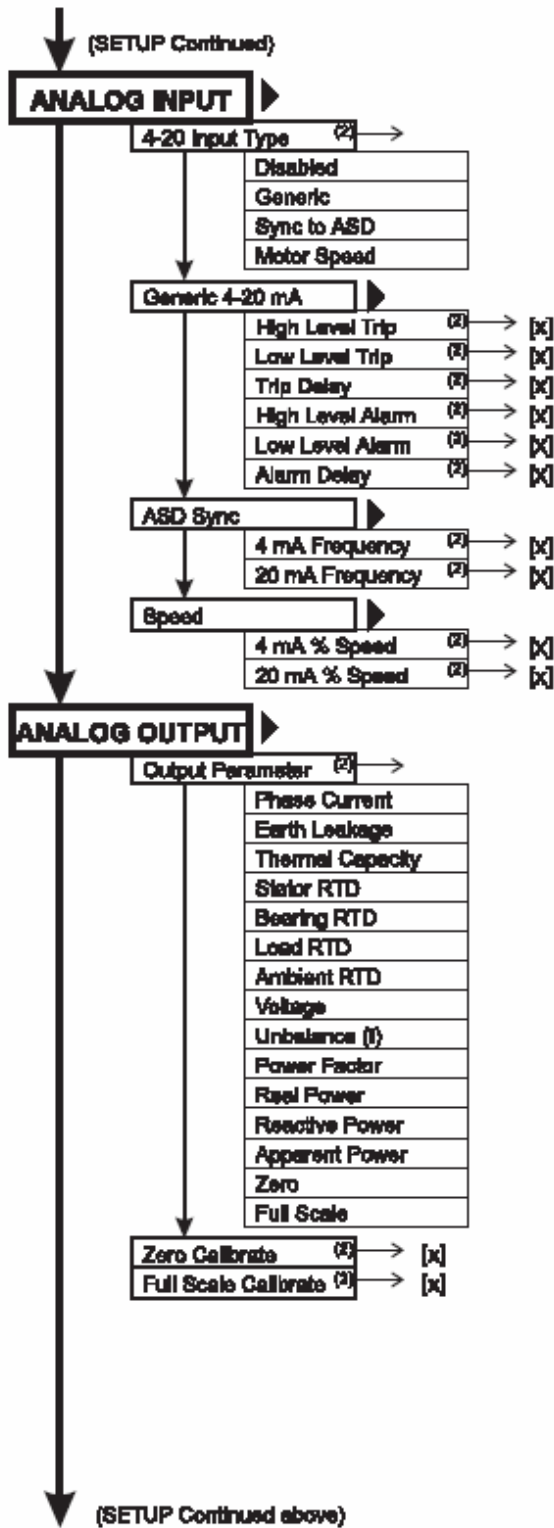 (SETUP Continued)
ANALOG INPUT
4-20 Input Type (2)
Disabled
Generic
Sync to ASD
Motor Speed
Generic 4-20 mA
High Level Trip (2) [x]
Low Level Trip (2) [x]
Trip Delay (2) [x]
High Level Alarm (2) [x]
Low Level Alarm (2) [x]
Alarm Delay (2) [x]
ASD Sync
4 mA Frequency (2) [x]
20 mA Frequency (2) [x]
Speed
4 mA % Speed (2) [x]
20 mA % Speed (2) [x]
ANALOG OUTPUT
Output Parameter (2)
Phase Current
Earth Leakage
Thermal Capacity
Stator RTD
Bearing RTD
Load RTD
Ambient RTD
Voltage
Unbalance (I)
Power Factor
Real Power
Reactive Power
Apparent Power
Zero
Full Scale
Zero Calibrate (2) [x]
Full Scale Calibrate (2) [x]
(SETUP Continued above)